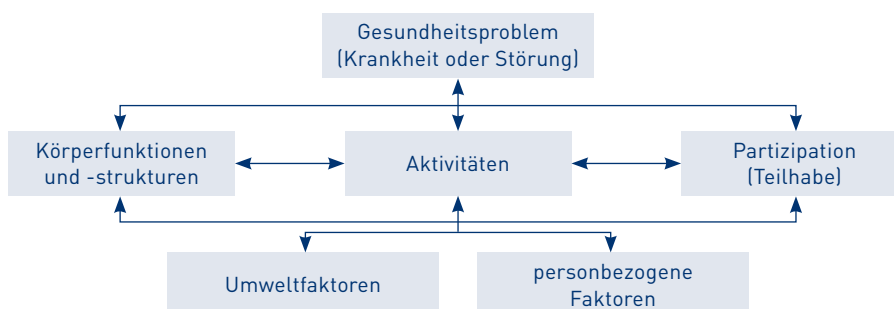 Gesundheitsproblem
(Krankheit oder Störung)
Körperfunktionen
und -strukturen
Aktivitäten
Partizipation
(Teilhabe)
Umweltfaktoren
personbezogene
Faktoren